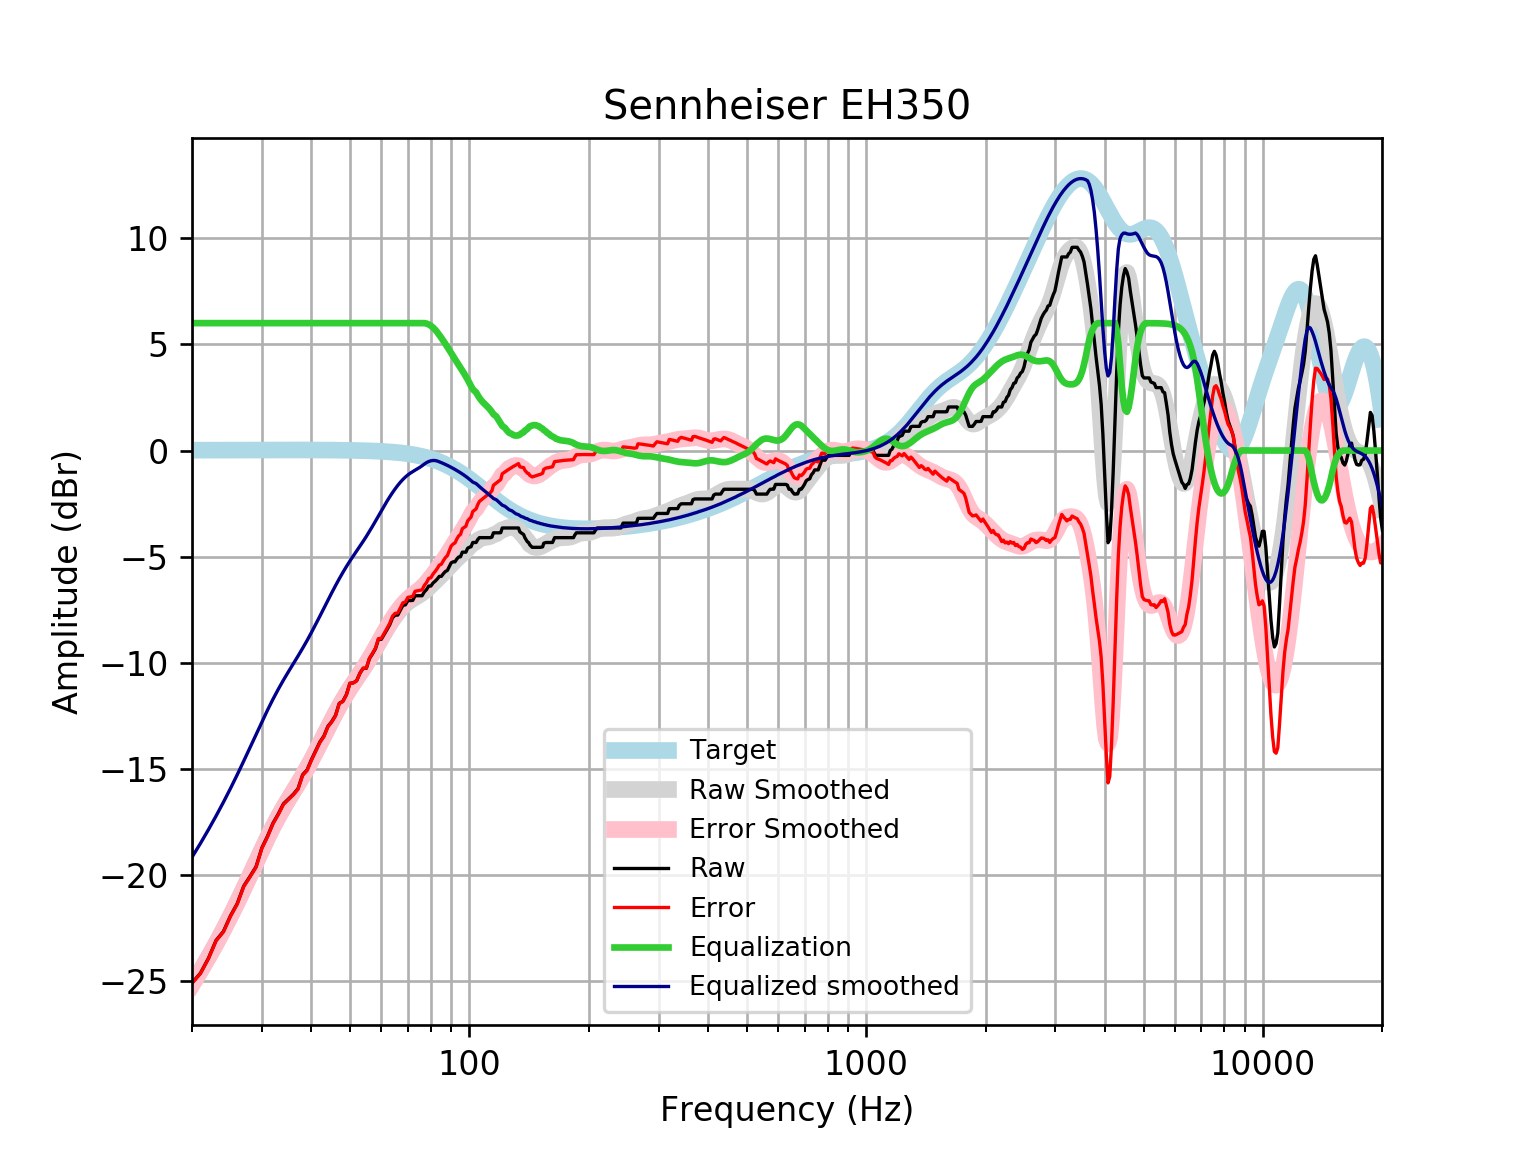 Sennheiser EH350
Amplitude (dBr)
10
5
0
−5
−10
−15
−20
−25
Target
Raw Smoothed
Error Smoothed
Raw
Error
Equalization
Equalized smoothed
100 1000 10000
Frequency (Hz)